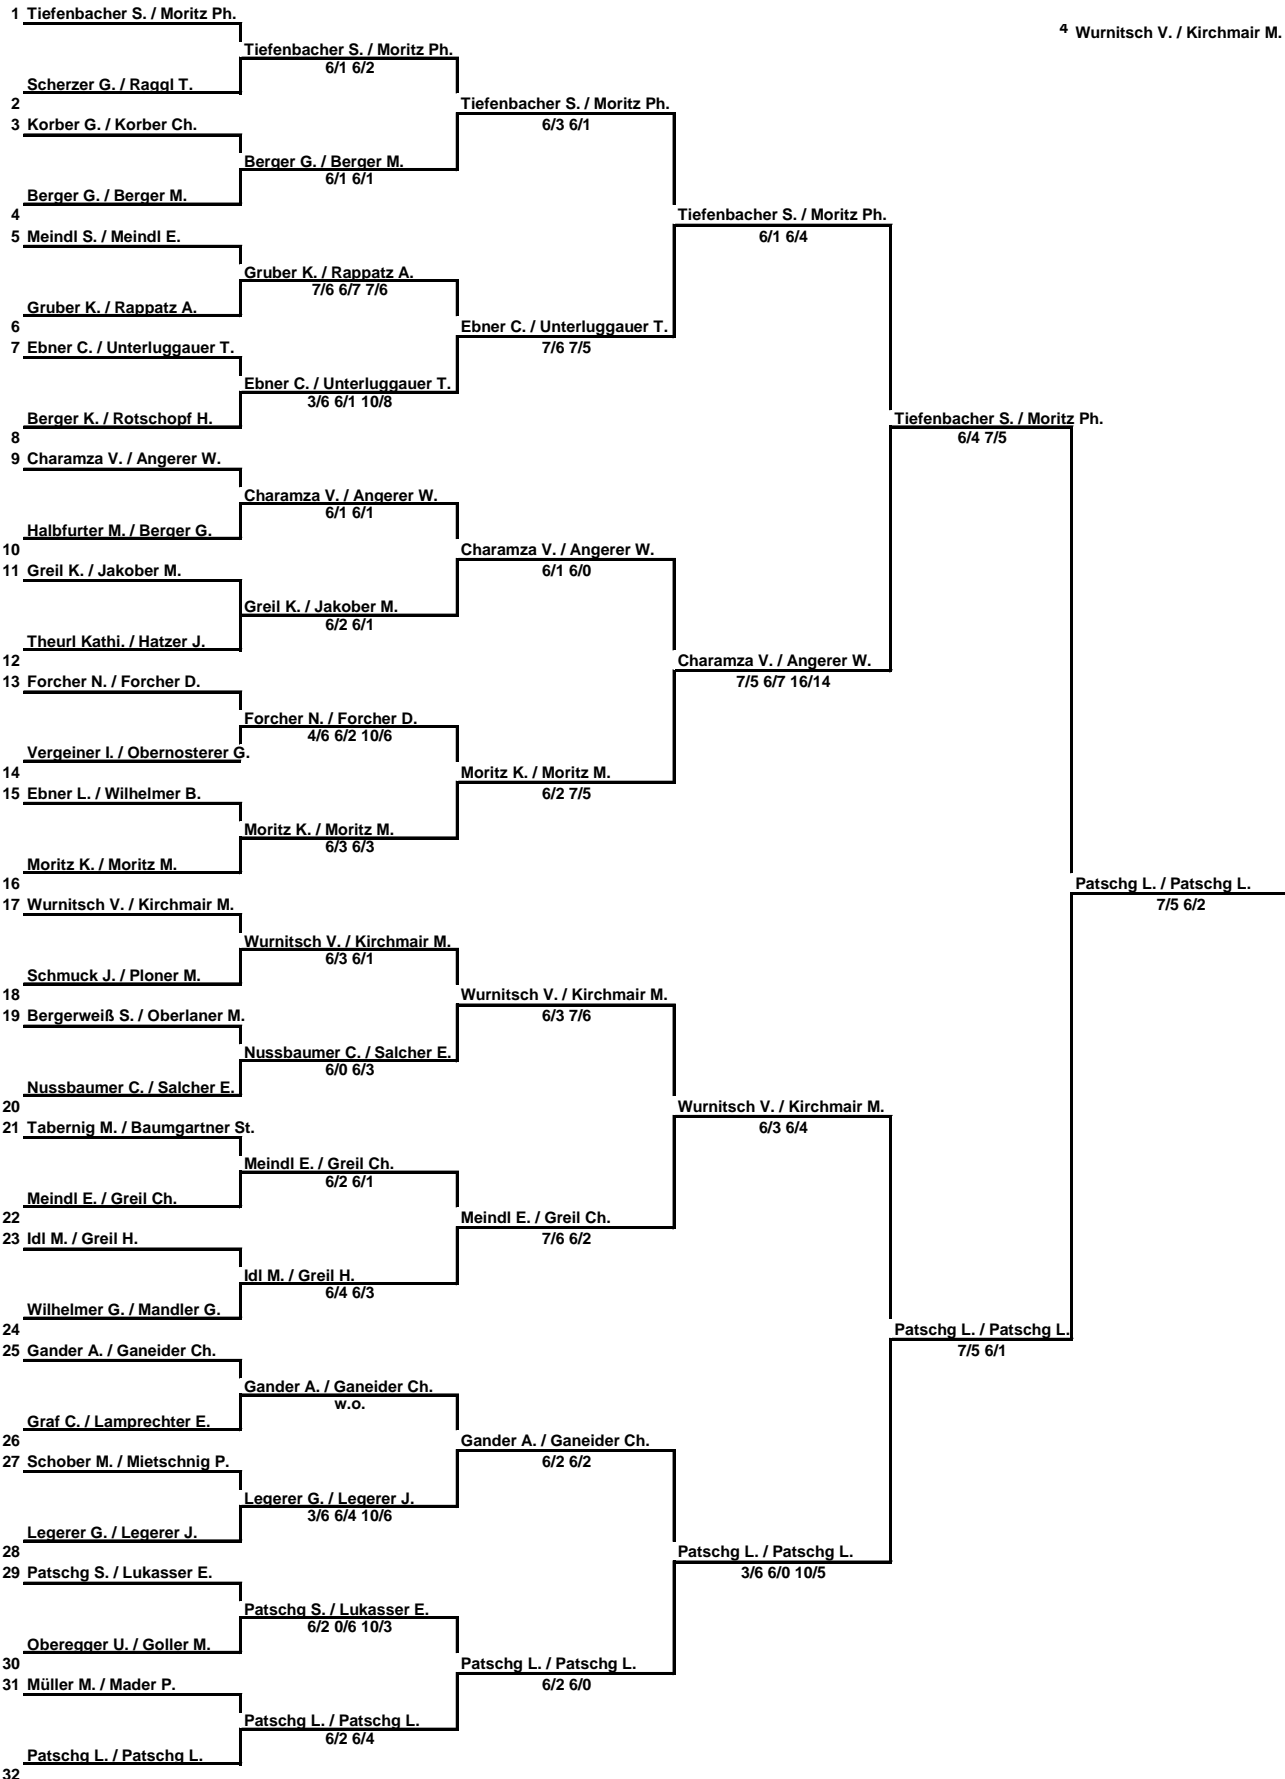 1 Tiefenbacher S. / Moritz Ph.
4 Wurnitsch V. / Kirchmair M.
Tiefenbacher S. / Moritz Ph.
6/1 6/2
Scherzer G. / Raggl T.
2
Tiefenbacher S. / Moritz Ph.
3 Korber G. / Korber Ch.
6/3 6/1
Berger G. / Berger M.
6/1 6/1
Berger G. / Berger M.
4
Tiefenbacher S. / Moritz Ph.
5 Meindl S. / Meindl E.
6/1 6/4
Gruber K. / Rappatz A.
7/6 6/7 7/6
Gruber K. / Rappatz A.
6
Ebner C. / Unterluggauer T.
7 Ebner C. / Unterluggauer T.
7/6 7/5
Ebner C. / Unterluggauer T.
3/6 6/1 10/8
Berger K. / Rotschopf H.
Tiefenbacher S. / Moritz Ph.
8
6/4 7/5
9 Charamza V. / Angerer W.
Charamza V. / Angerer W.
6/1 6/1
Halbfurter M. / Berger G.
10
Charamza V. / Angerer W.
11 Greil K. / Jakober M.
6/1 6/0
Greil K. / Jakober M.
6/2 6/1
Theurl Kathi. / Hatzer J.
12
Charamza V. / Angerer W.
13 Forcher N. / Forcher D.
7/5 6/7 16/14
Forcher N. / Forcher D.
4/6 6/2 10/6
Vergeiner I. / Obernosterer G.
14
Moritz K. / Moritz M.
15 Ebner L. / Wilhelmer B.
6/2 7/5
Moritz K. / Moritz M.
6/3 6/3
Moritz K. / Moritz M.
16
Patschg L. / Patschg L.
17 Wurnitsch V. / Kirchmair M.
7/5 6/2
Wurnitsch V. / Kirchmair M.
6/3 6/1
Schmuck J. / Ploner M.
18
Wurnitsch V. / Kirchmair M.
19 Bergerweiß S. / Oberlaner M.
6/3 7/6
Nussbaumer C. / Salcher E.
6/0 6/3
Nussbaumer C. / Salcher E.
20
Wurnitsch V. / Kirchmair M.
21 Tabernig M. / Baumgartner St.
6/3 6/4
Meindl E. / Greil Ch.
6/2 6/1
Meindl E. / Greil Ch.
22
Meindl E. / Greil Ch.
23 Idl M. / Greil H.
7/6 6/2
Idl M. / Greil H.
6/4 6/3
Wilhelmer G. / Mandler G.
24
Patschg L. / Patschg L.
25 Gander A. / Ganeider Ch.
7/5 6/1
Gander A. / Ganeider Ch.
w.o.
Graf C. / Lamprechter E.
26
Gander A. / Ganeider Ch.
27 Schober M. / Mietschnig P.
6/2 6/2
Legerer G. / Legerer J.
3/6 6/4 10/6
Legerer G. / Legerer J.
28
Patschg L. / Patschg L.
29 Patschg S. / Lukasser E.
3/6 6/0 10/5
Patschg S. / Lukasser E.
6/2 0/6 10/3
Oberegger U. / Goller M.
30
Patschg L. / Patschg L.
31 Müller M. / Mader P.
6/2 6/0
Patschg L. / Patschg L.
6/2 6/4
Patschg L. / Patschg L.
32